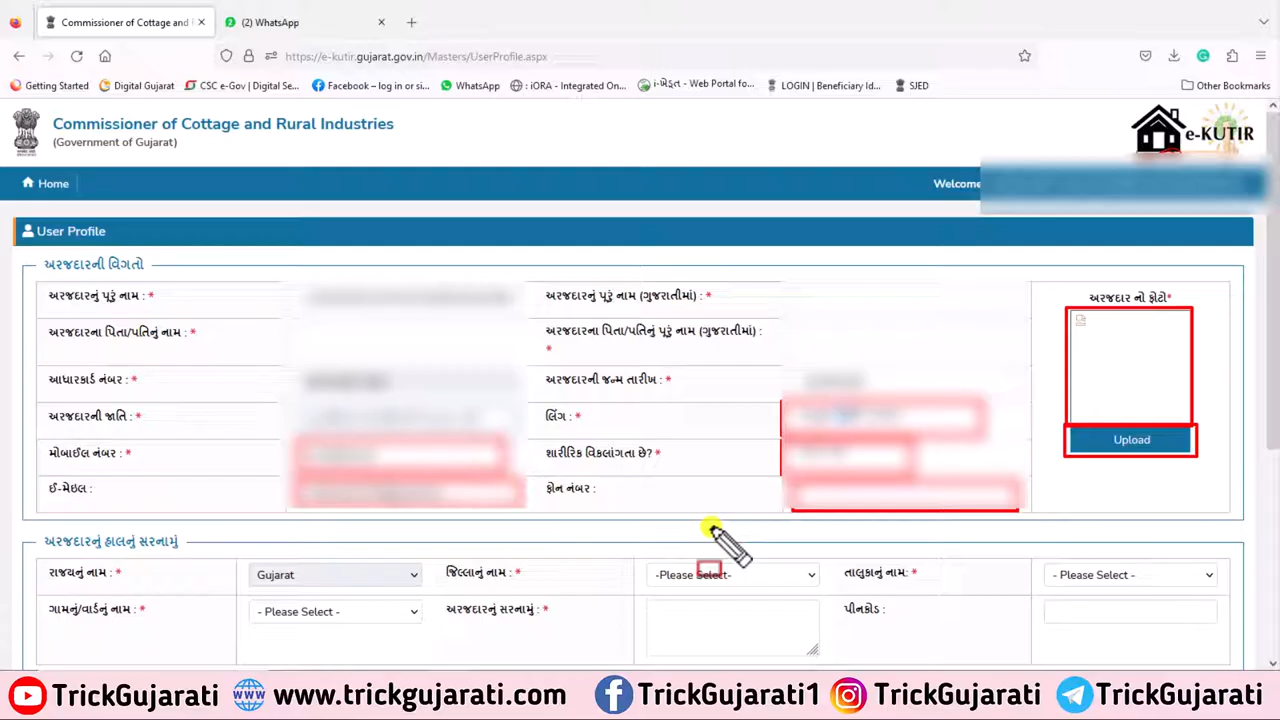 Commissioner of Cottage and
(2) WhatsApp
https://e-kutir.gujarat.gov.in/Masters/UserProfile.aspx
Getting Started Digital Gujarat CSC e-Gov | Digital Se... Facebook – log in or si... WhatsApp : iORA - Integrated On... i-ખેડૂત - Web Portal fo... LOGIN | Beneficiary Id... SJED Other Bookmarks
Commissioner of Cottage and Rural Industries
(Government of Gujarat)
e-KUTIR
Home Welcome
User Profile
અરજદારની વિગતો
અરજદારનું પૂરું નામ : * અરજદારનું પૂરું નામ (ગુજરાતીમાં) : * અરજદાર નો ફોટો*
અરજદારના પિતા/પતિનું નામ : * અરજદારના પિતા/પતિનું પૂરું નામ (ગુજરાતીમાં) :
*
આધારકાર્ડ નંબર : * અરજદારની જન્મ તારીખ : *
અરજદારની જાતિ : * લિંગ : *
Upload
મોબાઈલ નંબર : * શારીરિક વિકલાંગતા છે? *
ઈ-મેઇલ : ફોન નંબર :
અરજદારનું હાલનું સરનામું
રાજ્યનું નામ : * Gujarat જિલ્લાનું નામ : * -Please Select- તાલુકાનું નામ: * - Please Select -
ગામનું/વાર્ડનું નામ : * - Please Select - અરજદારનું સરનામું : * પીનકોડ :
TrickGujarati www.trickgujarati.com TrickGujarati1 TrickGujarati TrickGujarati